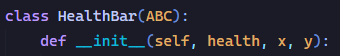 class HealthBar(ABC):
    def __init__(self, health, x, y):